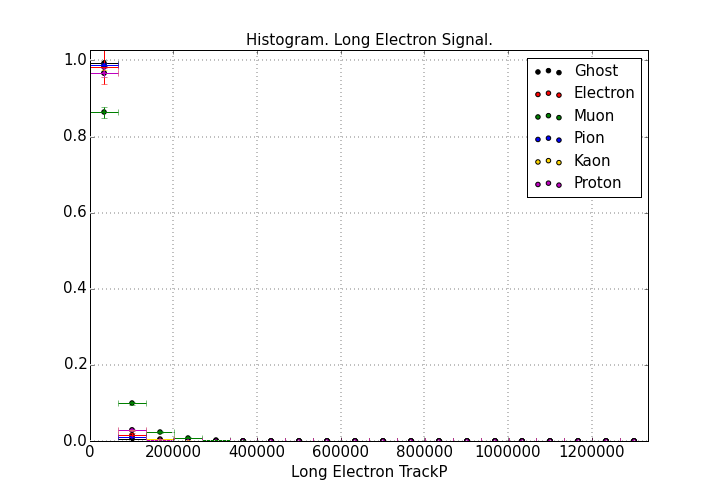 Histogram. Long Electron Signal.
1.0
0.8
0.6
0.4
0.2
0.0
Ghost
Electron
Muon
Pion
Kaon
Proton
0 200000 400000 600000 800000 1000000 1200000
Long Electron TrackP